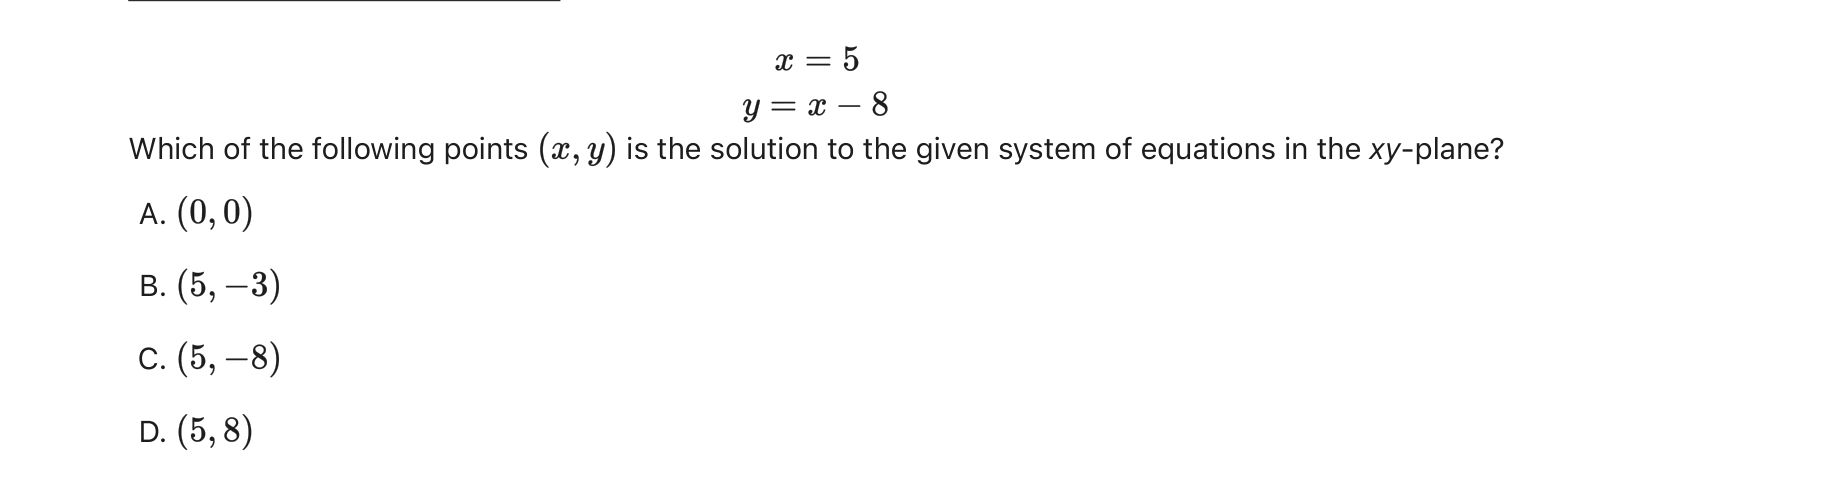 x = 5
y = x − 8
Which of the following points (x, y) is the solution to the given system of equations in the xy-plane?
A. (0, 0)
B. (5, −3)
C. (5, −8)
D. (5, 8)